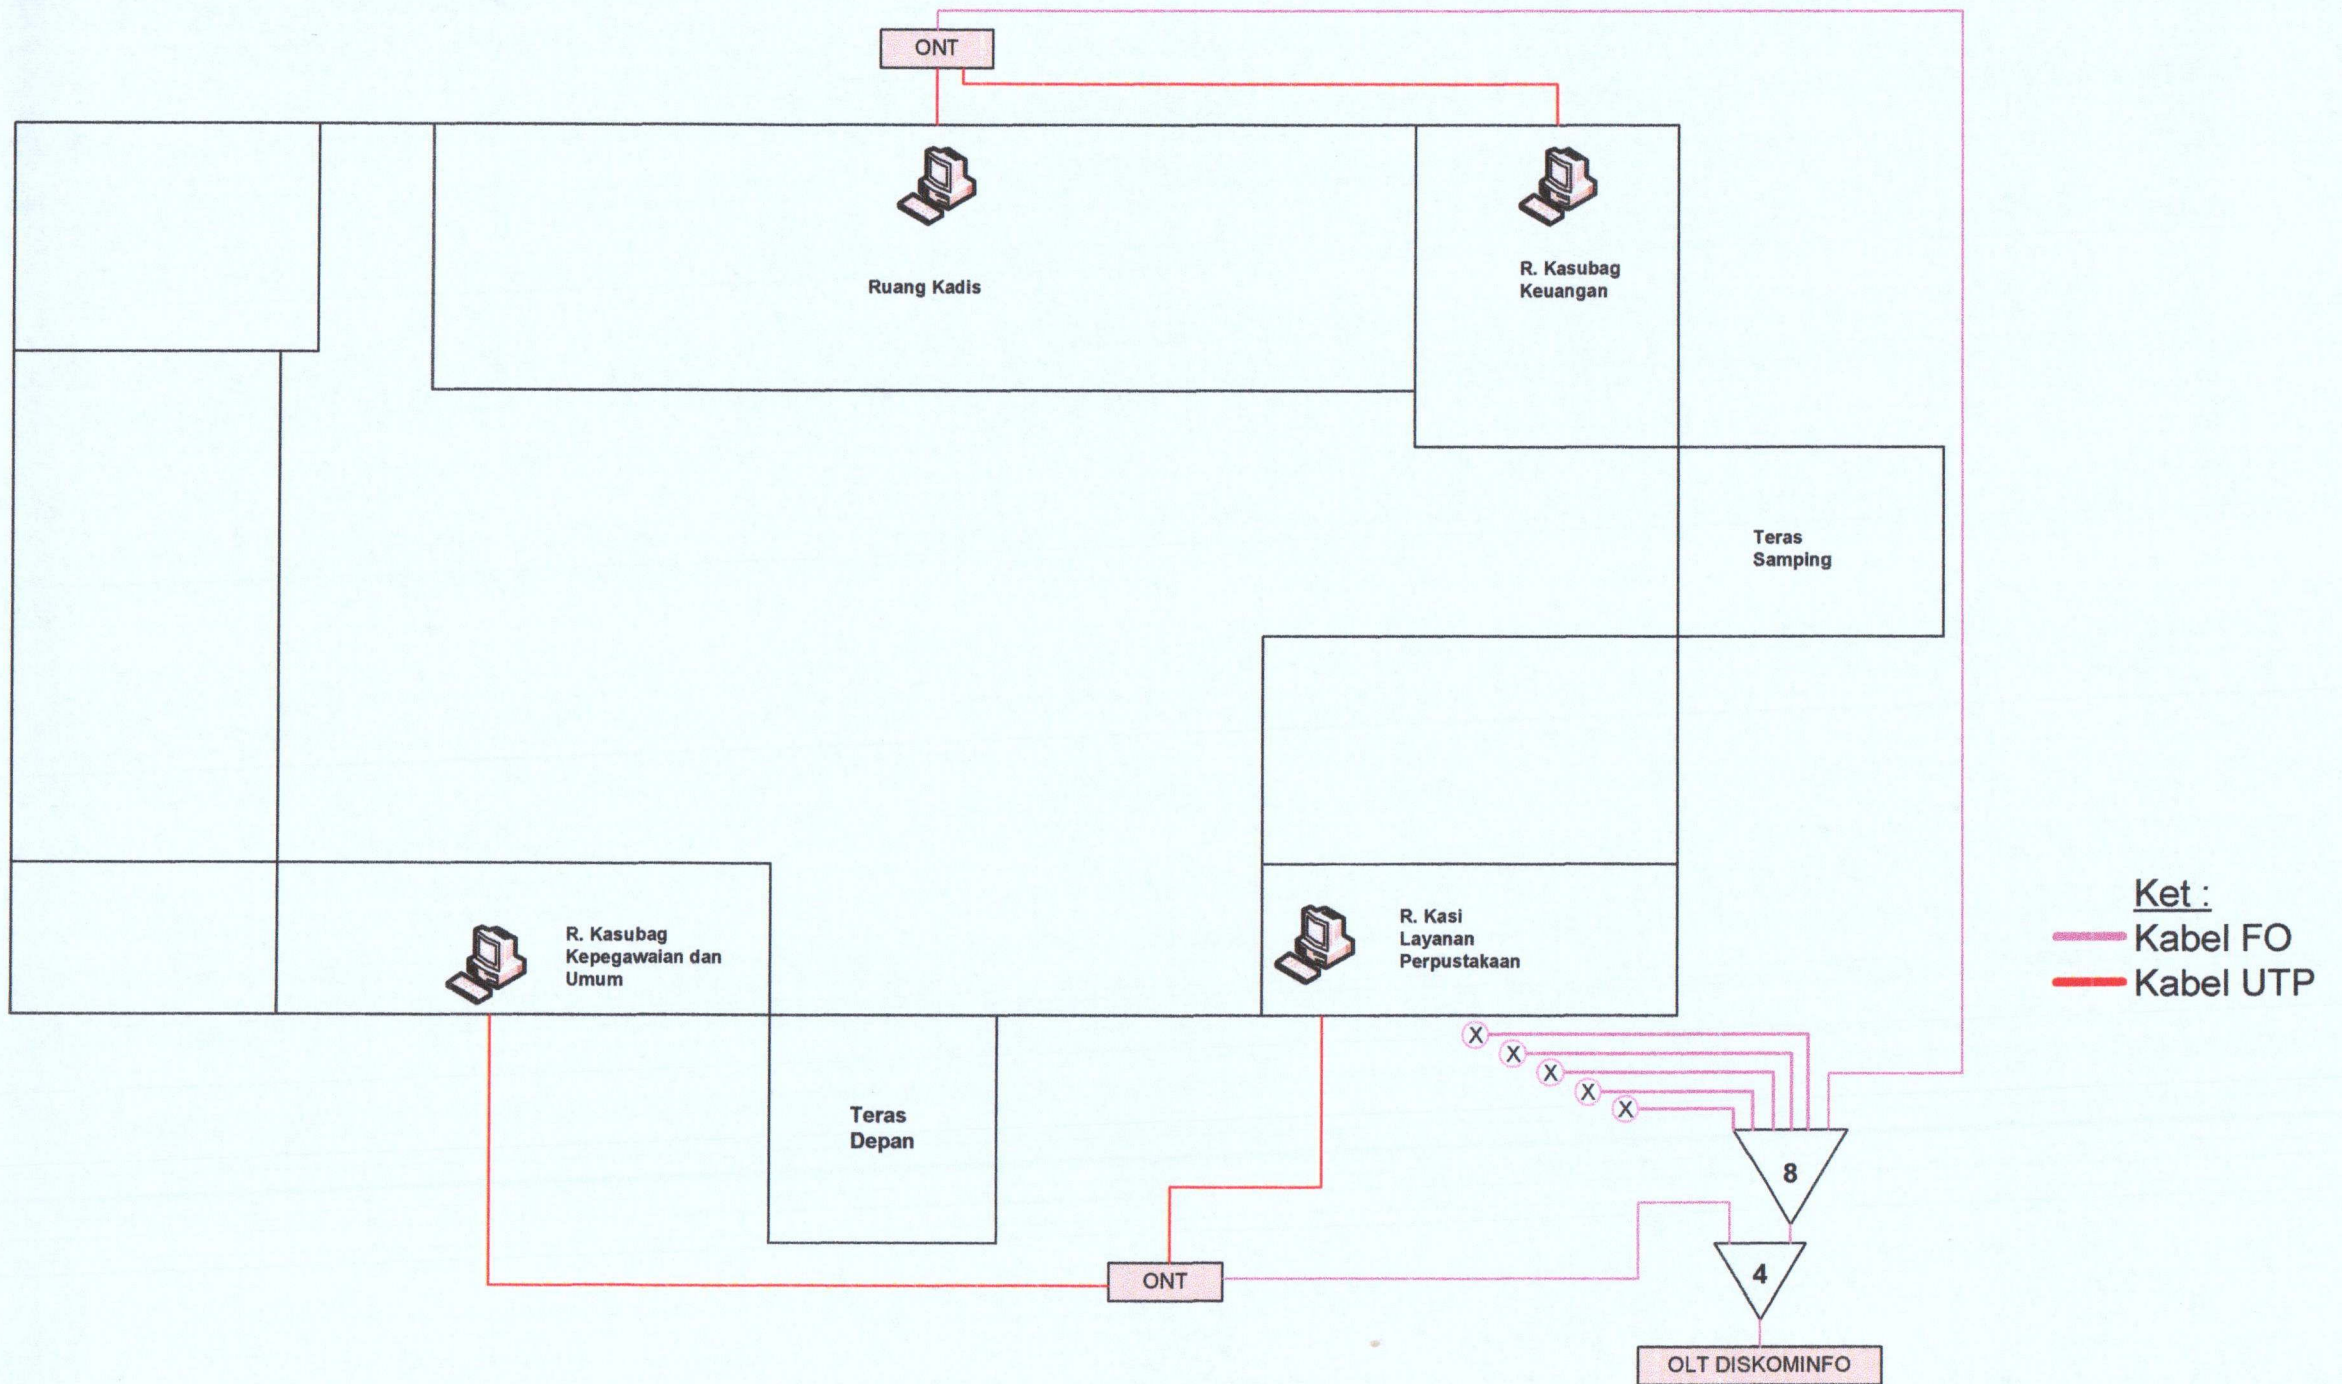 ONT
Ruang Kadis
R. Kasubag
Keuangan
Teras
Samping
R. Kasubag
Kepegawaian dan
Umum
R. Kasi
Layanan
Perpustakaan
Ket :
Kabel FO
Kabel UTP
X
X
X
X
X
Teras
Depan
8
4
ONT
OLT DISKOMINFO